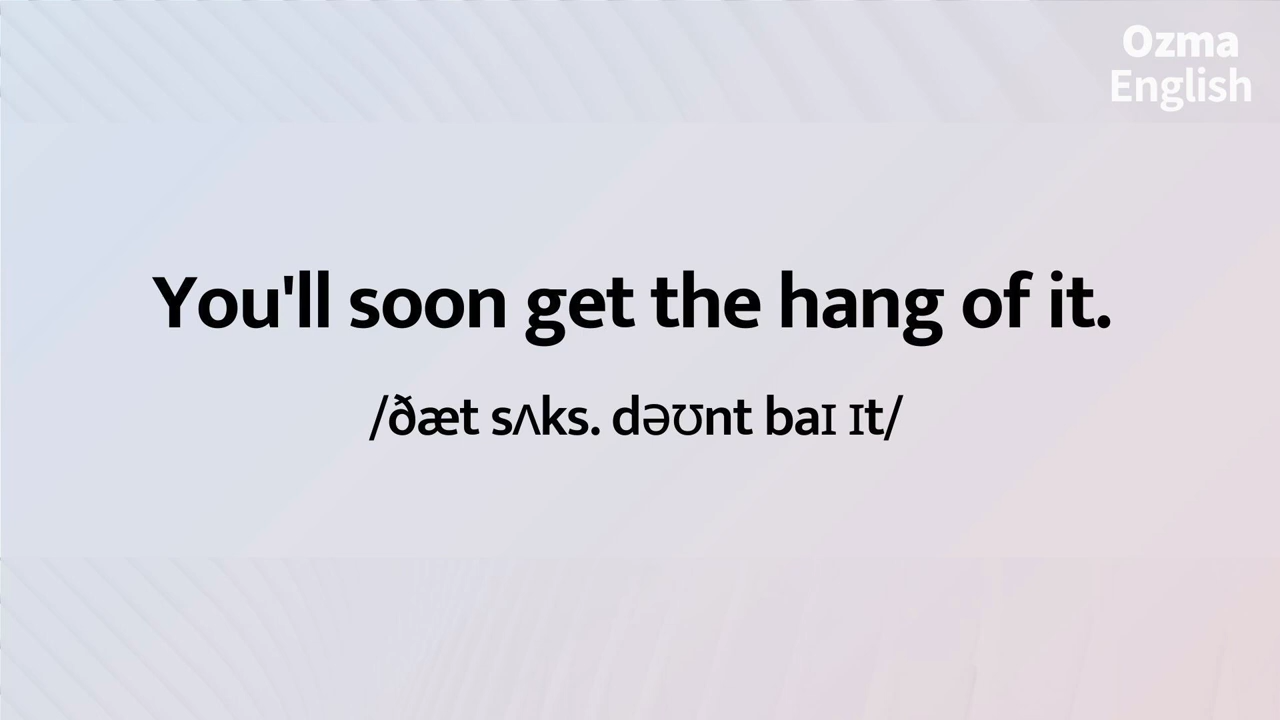 Ozma
English
You'll soon get the hang of it.
/ðæt sʌks. dəʊnt baɪ ɪt/